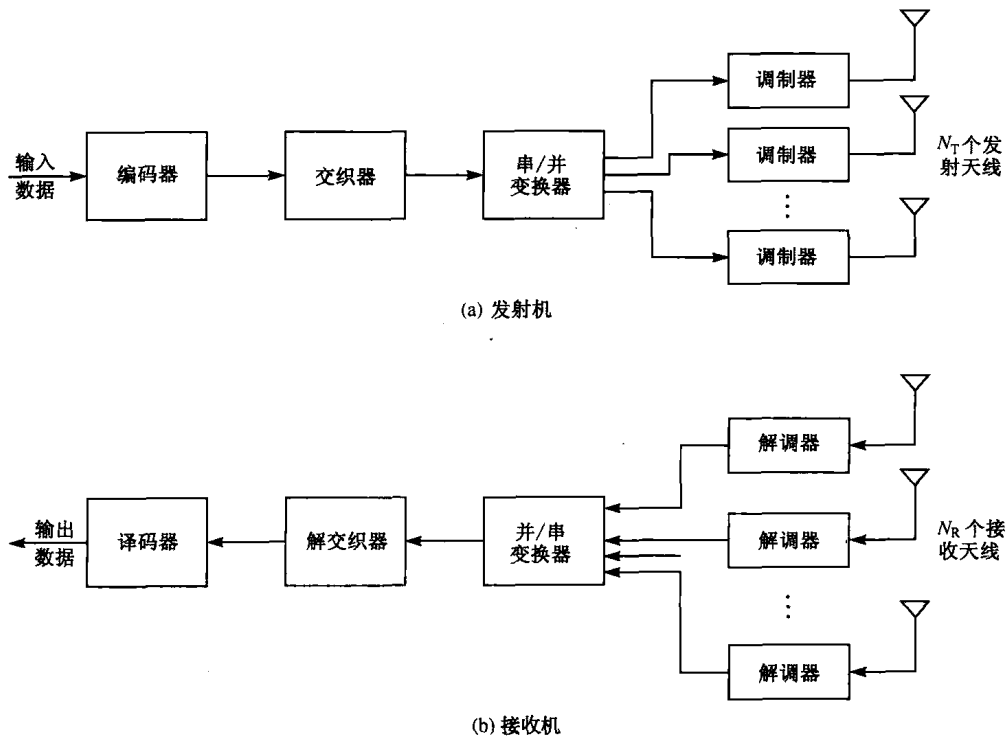 调制器
输入
数据
编码器
交织器
串/并
变换器
调制器
N_T个发
射天线
⋮
调制器
(a) 发射机
解调器
输出
数据
译码器
解交织器
并/串
变换器
解调器
N_R个接
收天线
⋮
解调器
(b) 接收机